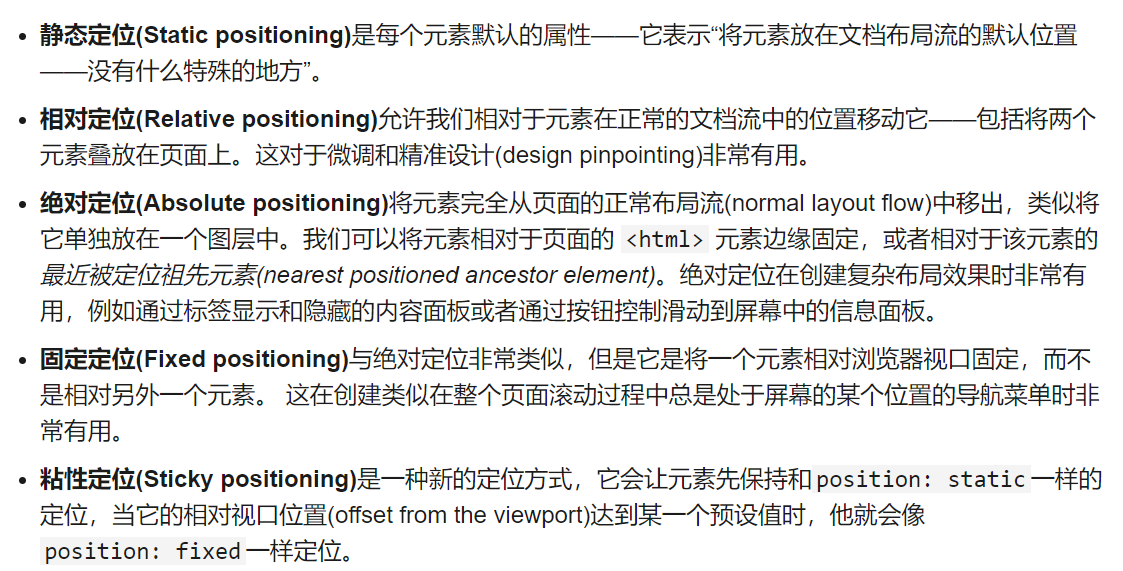 静态定位(Static positioning)是每个元素默认的属性——它表示“将元素放在文档布局流的默认位置
——没有什么特殊的地方”。
相对定位(Relative positioning)允许我们相对于元素在正常的文档流中的位置移动它——包括将两个
元素叠放在页面上。这对于微调和精准设计(design pinpointing)非常有用。
绝对定位(Absolute positioning)将元素完全从页面的正常布局流(normal layout flow)中移出，类似将
它单独放在一个图层中。我们可以将元素相对于页面的 <html> 元素边缘固定，或者相对于该元素的
最近被定位祖先元素(nearest positioned ancestor element)。绝对定位在创建复杂布局效果时非常有
用，例如通过标签显示和隐藏的内容面板或者通过按钮控制滑动到屏幕中的信息面板。
固定定位(Fixed positioning)与绝对定位非常类似，但是它是将一个元素相对浏览器视口固定，而不
是相对另外一个元素。 这在创建类似在整个页面滚动过程中总是处于屏幕的某个位置的导航菜单时非
常有用。
粘性定位(Sticky positioning)是一种新的定位方式，它会让元素先保持和position: static一样的
定位，当它的相对视口位置(offset from the viewport)达到某一个预设值时，他就会像
position: fixed一样定位。